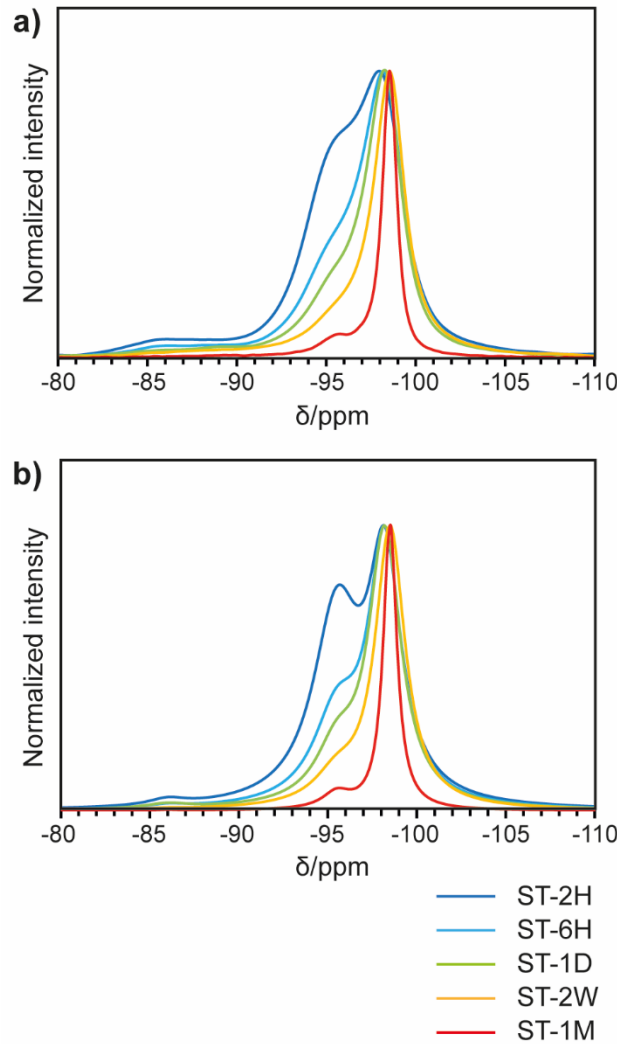 a)
Normalized intensity
-80 -85 -90 -95 -100 -105 -110
δ/ppm
b)
Normalized intensity
-80 -85 -90 -95 -100 -105 -110
δ/ppm
ST-2H
ST-6H
ST-1D
ST-2W
ST-1M